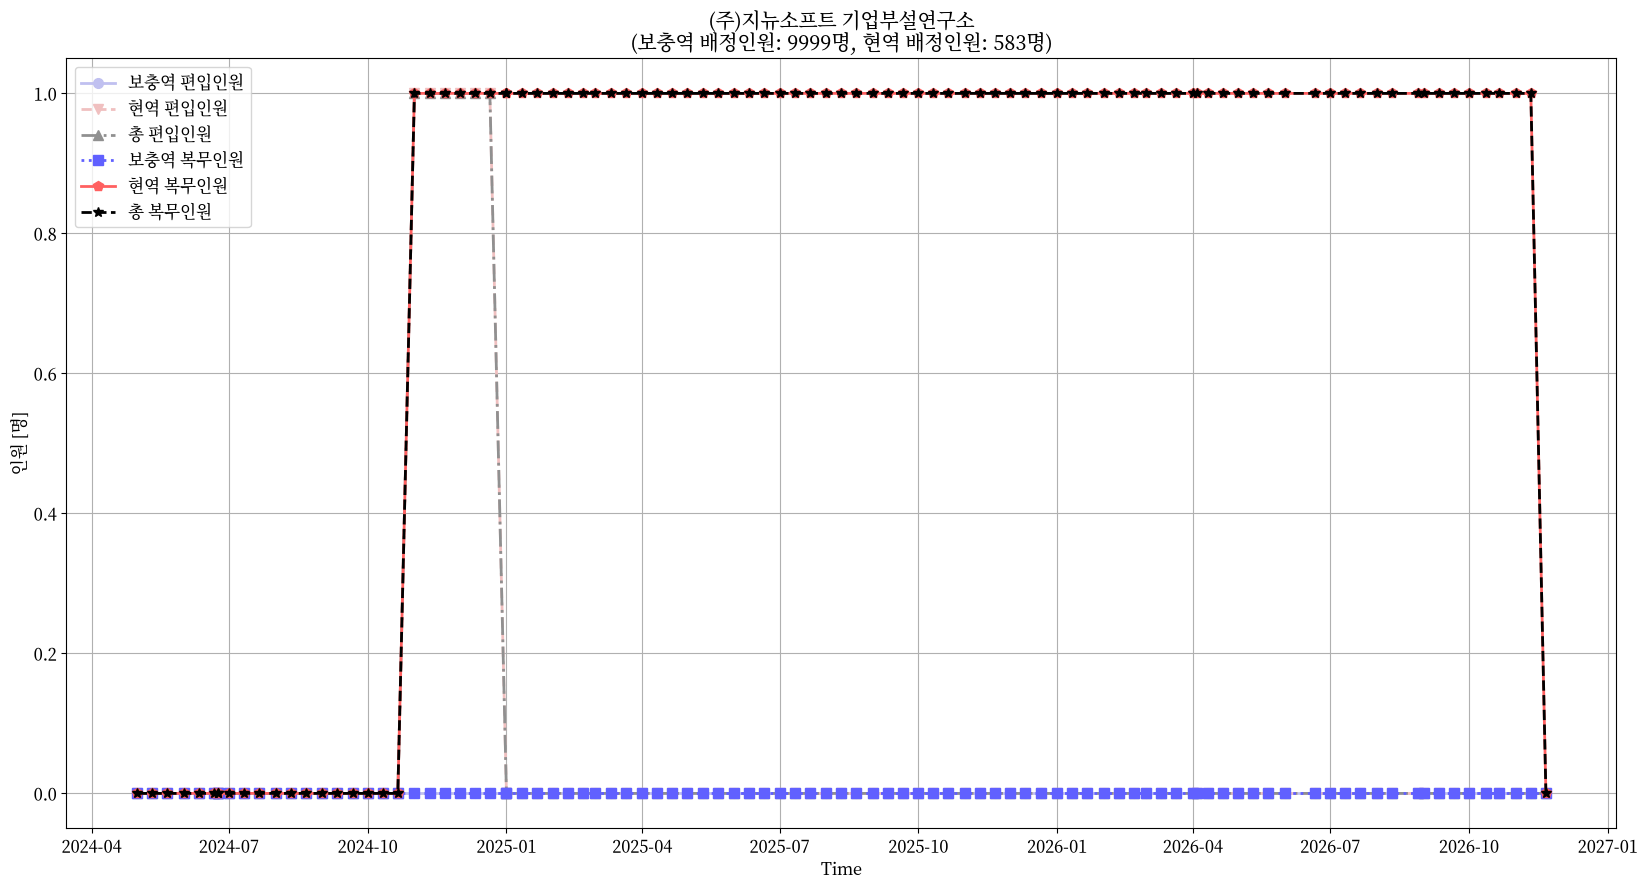 (주)지뉴소프트 기업부설연구소
(보충역 배정인원: 9999명, 현역 배정인원: 583명)
보충역 편입인원
현역 편입인원
총 편입인원
보충역 복무인원
현역 복무인원
총 복무인원
1.0
0.8
0.6
0.4
0.2
0.0
인원 [명]
2024-04
2024-07
2024-10
2025-01
2025-04
2025-07
2025-10
2026-01
2026-04
2026-07
2026-10
2027-01
Time